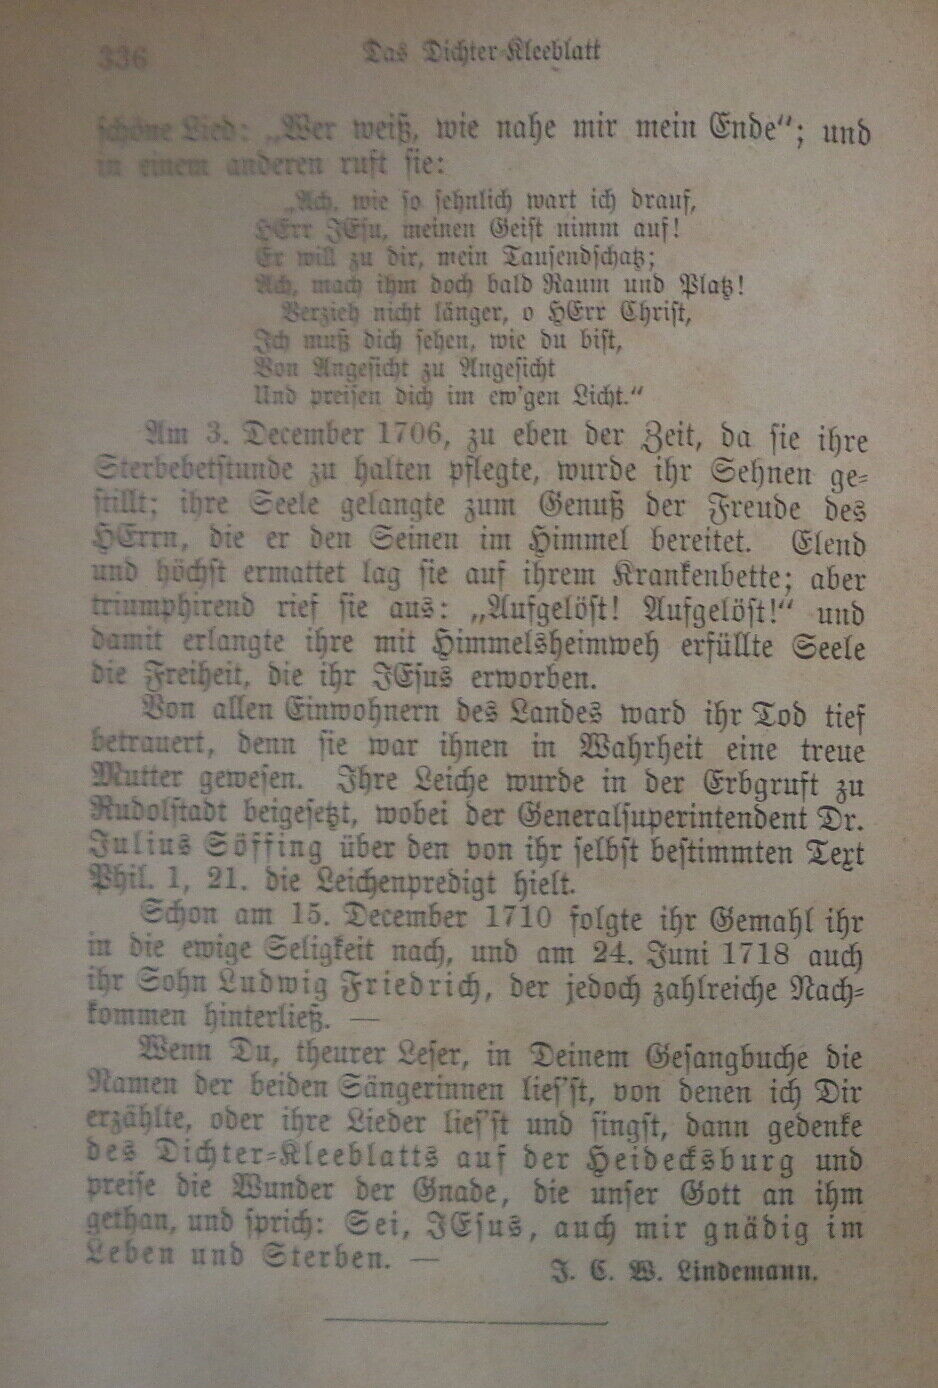 336 Das Dichter-Kleeblatt
schöne Lied: „Wer weiß, wie nahe mir mein Ende“; und
in einem anderen ruft sie:
„Ach, wie so sehnlich wart ich drauf,
HErr JEsu, meinen Geist nimm auf!
Er will zu dir, mein Tausendschatz;
Ach, mach ihm doch bald Raum und Platz!
Verzieh nicht länger, o HErr Christ,
Ich muß dich sehen, wie du bist,
Von Angesicht zu Angesicht
Und preisen dich im ew'gen Licht.“
Am 3. December 1706, zu eben der Zeit, da sie ihre
Sterbebetstunde zu halten pflegte, wurde ihr Sehnen ge-
stillt; ihre Seele gelangte zum Genuß der Freude des
HErrn, die er den Seinen im Himmel bereitet. Elend
und höchst ermattet lag sie auf ihrem Krankenbette; aber
triumphirend rief sie aus: „Aufgelöst! Aufgelöst!“ und
damit erlangte ihre mit Himmelsheimweh erfüllte Seele
die Freiheit, die ihr JEsus erworben.
Von allen Einwohnern des Landes ward ihr Tod tief
betrauert, denn sie war ihnen in Wahrheit eine treue
Mutter gewesen. Ihre Leiche wurde in der Erbgruft zu
Rudolstadt beigesetzt, wobei der Generalsuperintendent Dr.
Julius Söffing über den von ihr selbst bestimmten Text
Phil. 1, 21. die Leichenpredigt hielt.
Schon am 15. December 1710 folgte ihr Gemahl ihr
in die ewige Seligkeit nach, und am 24. Juni 1718 auch
ihr Sohn Ludwig Friedrich, der jedoch zahlreiche Nach-
kommen hinterließ. —
Wenn Du, theurer Leser, in Deinem Gesangbuche die
Namen der beiden Sängerinnen lies'st, von denen ich Dir
erzählte, oder ihre Lieder lies'st und singst, dann gedenke
des Dichter-Kleeblatts auf der Heidecksburg und
preise die Wunder der Gnade, die unser Gott an ihm
gethan, und sprich: Sei, JEsus, auch mir gnädig im
Leben und Sterben. —
J. C. W. Lindemann.